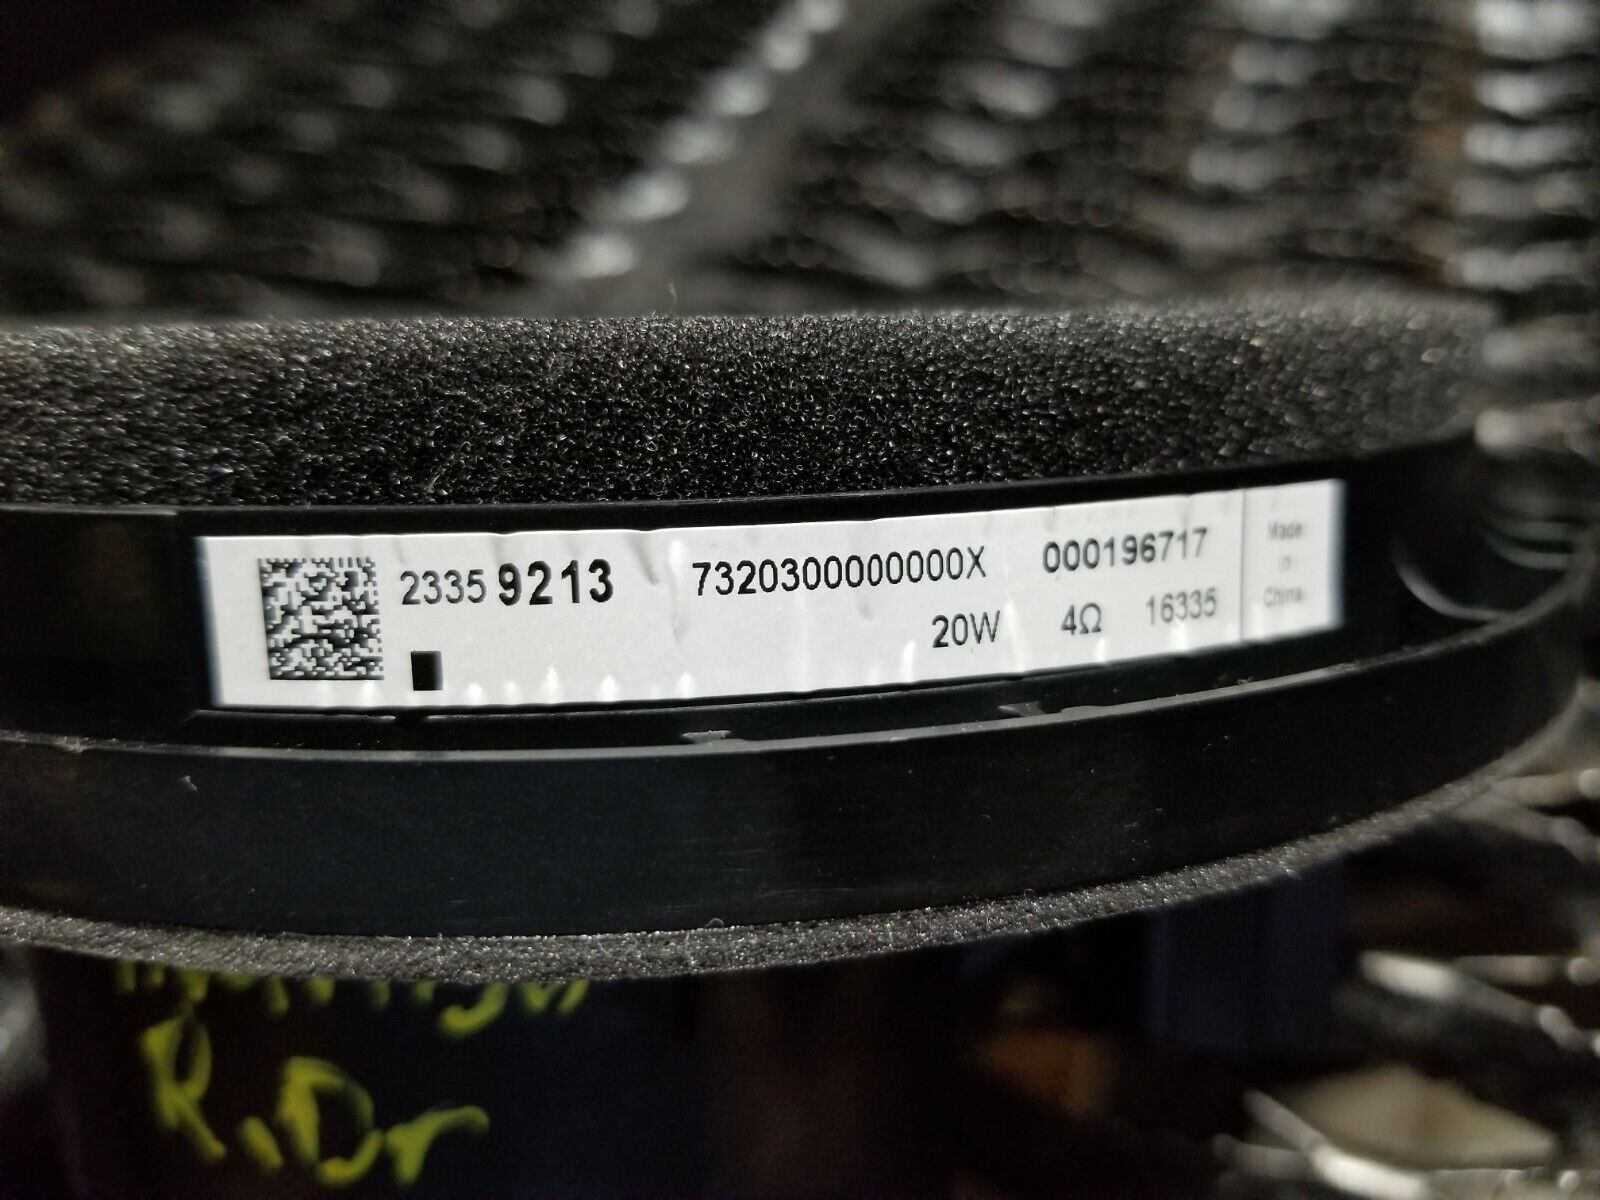 2335 9213 7320300000000X 000196717
20W 4Ω 16335
Made
in
China
R. Dr